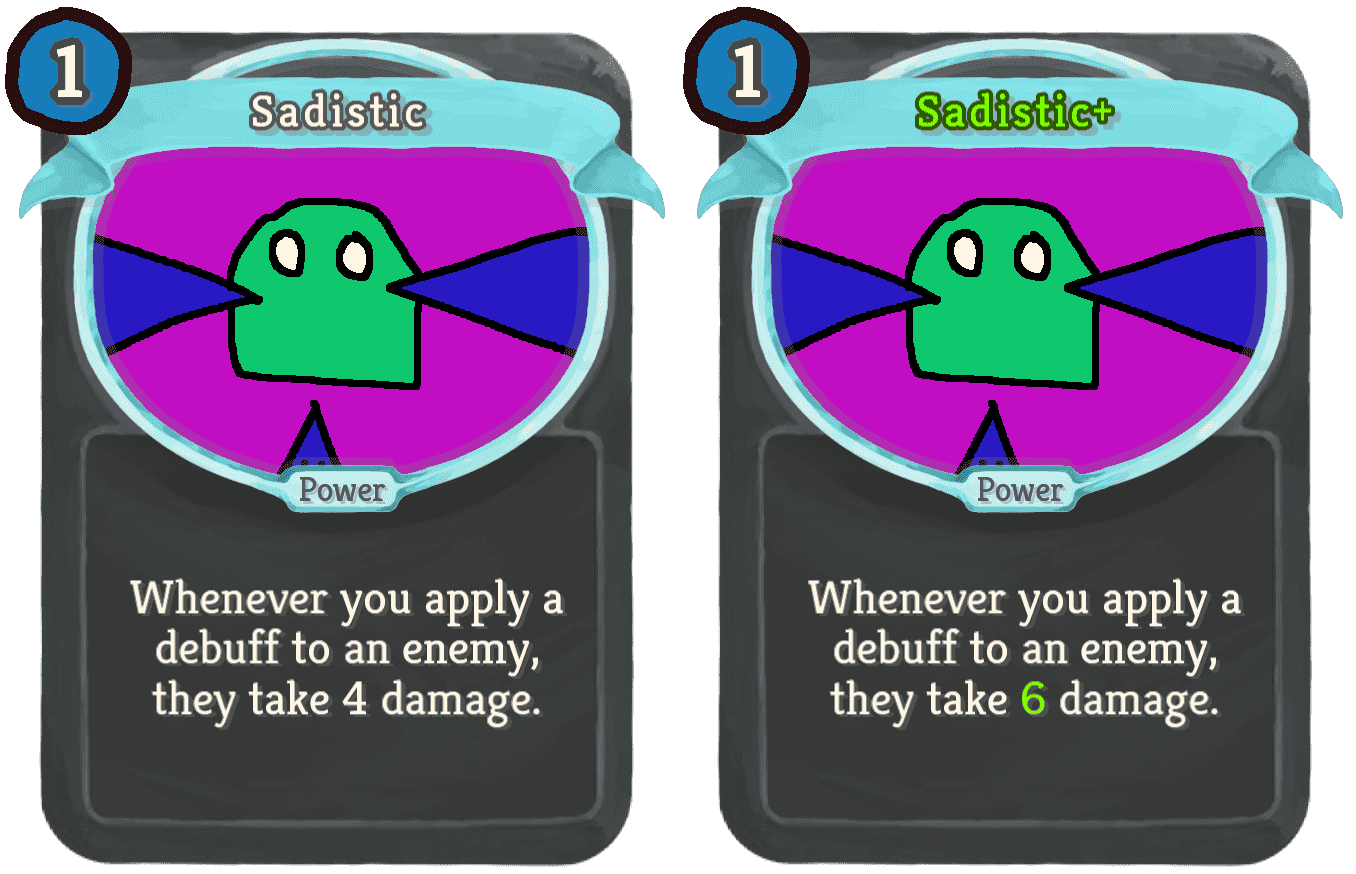 1
Sadistic
Power
Whenever you apply a
debuff to an enemy,
they take 4 damage.
1
Sadistic+
Power
Whenever you apply a
debuff to an enemy,
they take 6 damage.